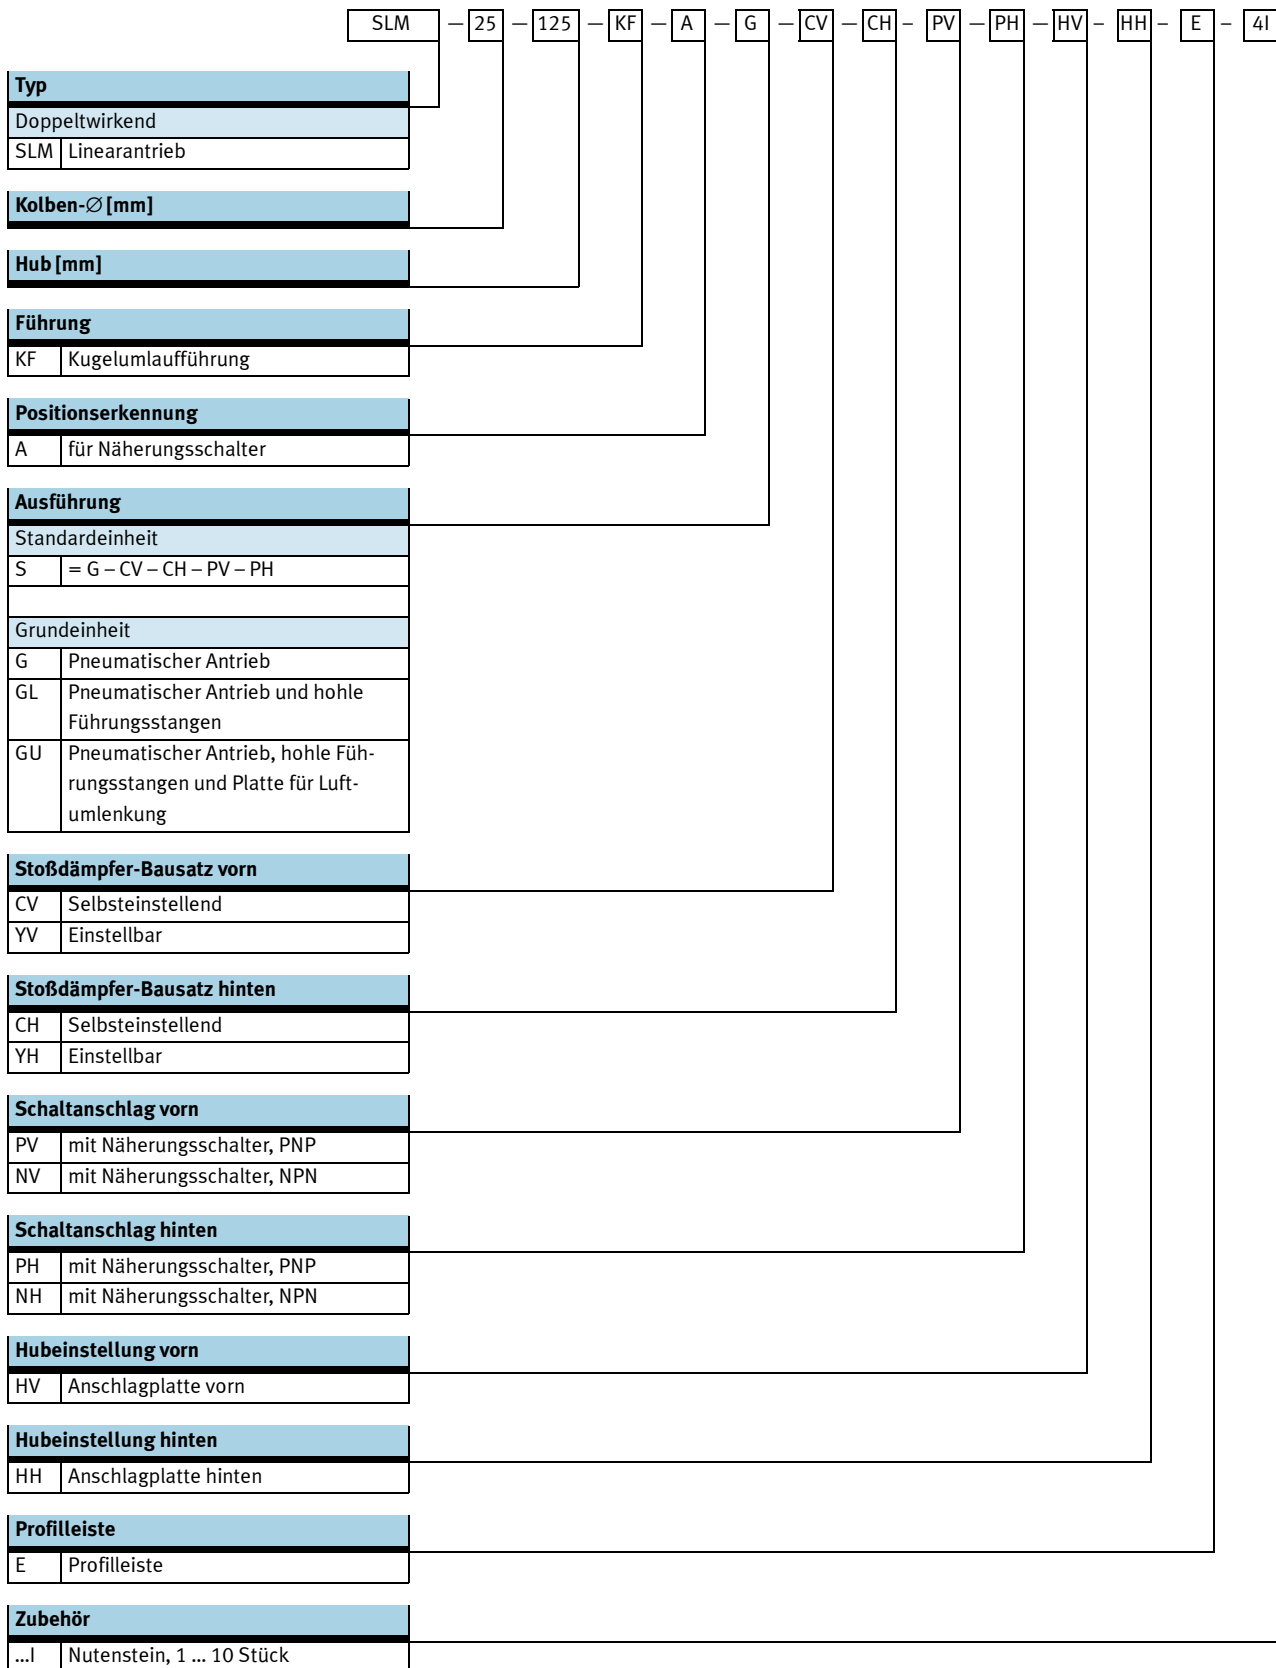 SLM — 25 — 125 — KF — A — G — CV — CH – PV — PH — HV – HH – E – 4I
Typ
Doppeltwirkend
SLM Linearantrieb
Kolben-∅ [mm]
Hub [mm]
Führung
KF Kugelumlaufführung
Positionserkennung
A für Näherungsschalter
Ausführung
Standardeinheit
S = G – CV – CH – PV – PH
Grundeinheit
G Pneumatischer Antrieb
GL Pneumatischer Antrieb und hohle
Führungsstangen
GU Pneumatischer Antrieb, hohle Füh-
rungsstangen und Platte für Luft-
umlenkung
Stoßdämpfer-Bausatz vorn
CV Selbsteinstellend
YV Einstellbar
Stoßdämpfer-Bausatz hinten
CH Selbsteinstellend
YH Einstellbar
Schaltanschlag vorn
PV mit Näherungsschalter, PNP
NV mit Näherungsschalter, NPN
Schaltanschlag hinten
PH mit Näherungsschalter, PNP
NH mit Näherungsschalter, NPN
Hubeinstellung vorn
HV Anschlagplatte vorn
Hubeinstellung hinten
HH Anschlagplatte hinten
Profilleiste
E Profilleiste
Zubehör
...I Nutenstein, 1 ... 10 Stück